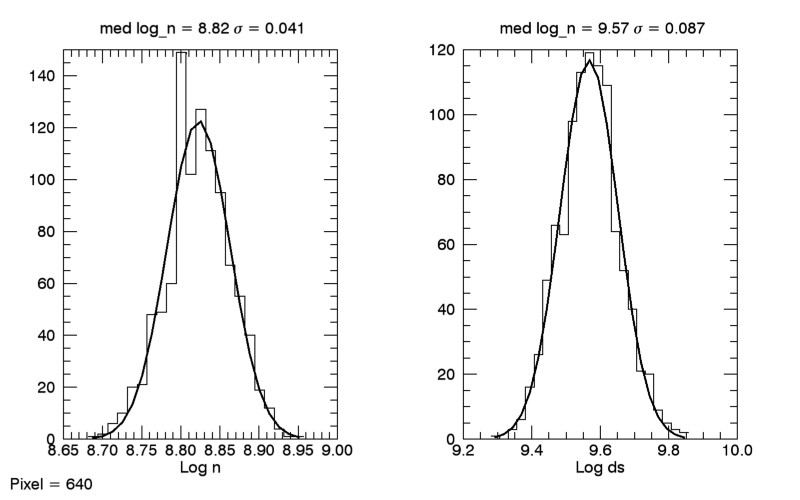 med log_n = 8.82 σ = 0.041
140
120
100
80
60
40
20
0
8.65 8.70 8.75 8.80 8.85 8.90 8.95 9.00
Log n
med log_n = 9.57 σ = 0.087
120
100
80
60
40
20
0
9.2 9.4 9.6 9.8 10.0
Log ds
Pixel = 640